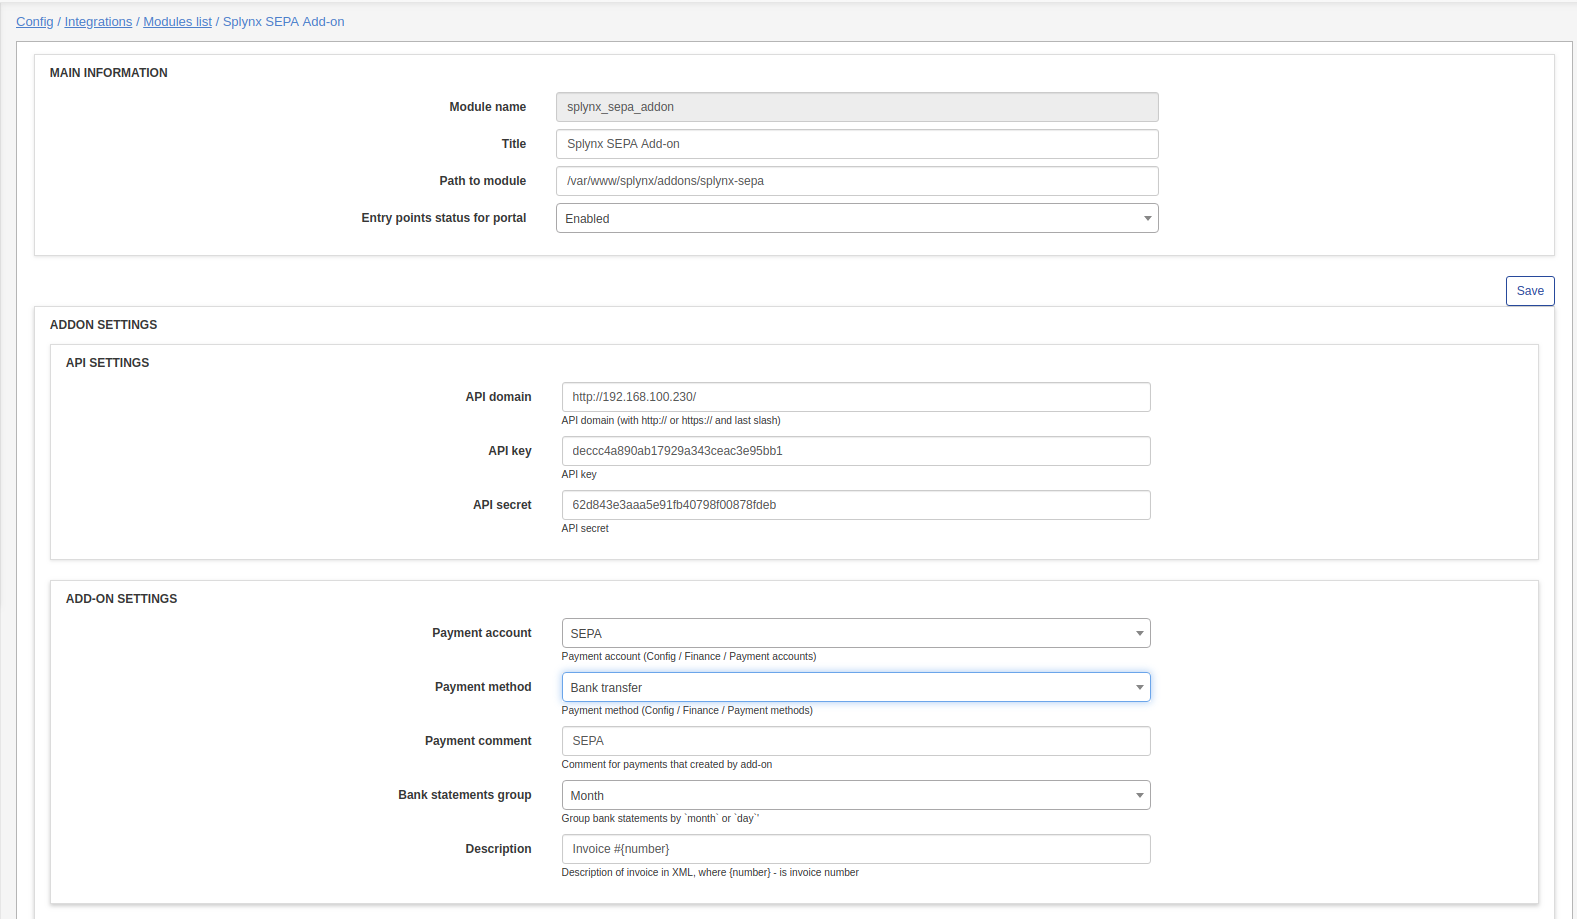 Config / Integrations / Modules list / Splynx SEPA Add-on
MAIN INFORMATION
Module name splynx_sepa_addon
Title Splynx SEPA Add-on
Path to module /var/www/splynx/addons/splynx-sepa
Entry points status for portal Enabled
Save
ADDON SETTINGS
API SETTINGS
API domain http://192.168.100.230/
API domain (with http:// or https:// and last slash)
API key deccc4a890ab17929a343ceac3e95bb1
API key
API secret 62d843e3aaa5e91fb40798f00878fdeb
API secret
ADD-ON SETTINGS
Payment account SEPA
Payment account (Config / Finance / Payment accounts)
Payment method Bank transfer
Payment method (Config / Finance / Payment methods)
Payment comment SEPA
Comment for payments that created by add-on
Bank statements group Month
Group bank statements by `month` or `day`'
Description Invoice #{number}
Description of invoice in XML, where {number} - is invoice number